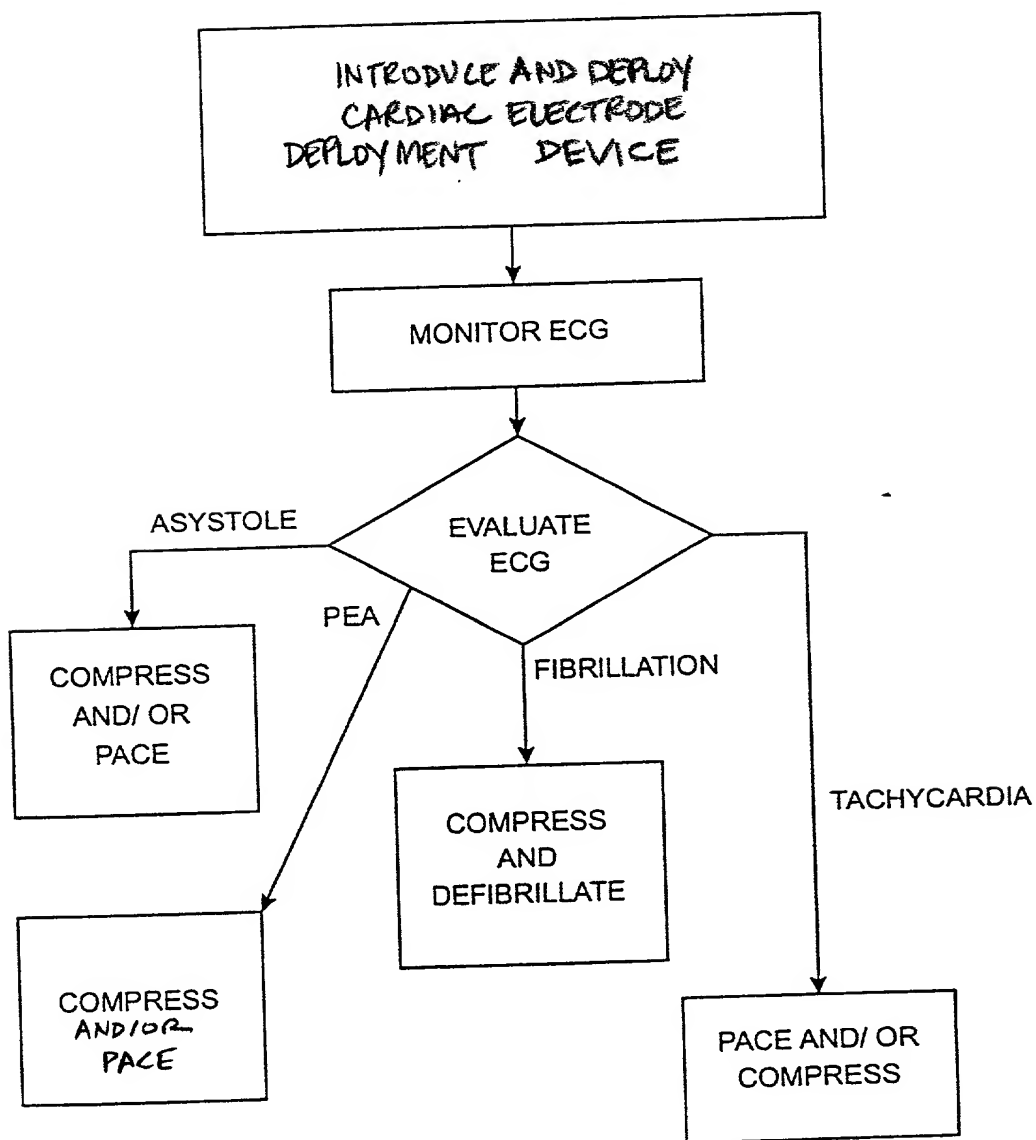 INTRODUCE AND DEPLOY
CARDIAC ELECTRODE
DEPLOYMENT DEVICE
MONITOR ECG
EVALUATE
ECG
ASYSTOLE
PEA
FIBRILLATION
TACHYCARDIA
COMPRESS
AND/ OR
PACE
COMPRESS
AND
DEFIBRILLATE
COMPRESS
AND/OR
PACE
PACE AND/ OR
COMPRESS